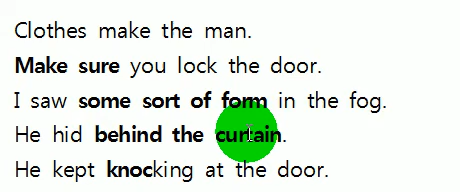 Clothes make the man.
Make sure you lock the door.
I saw some sort of form in the fog.
He hid behind the curtain.
He kept knocking at the door.